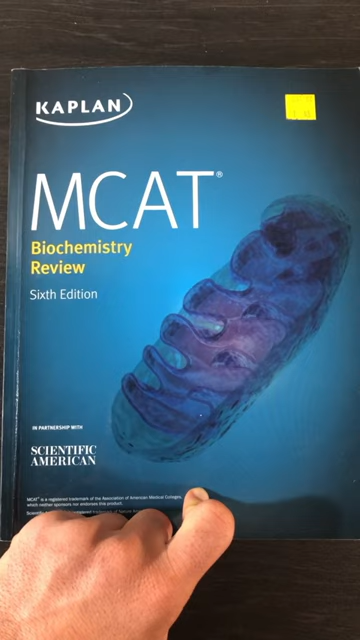 KAPLAN
MCAT®
Biochemistry
Review
Sixth Edition
IN PARTNERSHIP WITH
SCIENTIFIC
AMERICAN
MCAT® is a registered trademark of the Association of American Medical Colleges,
which neither sponsors nor endorses this product.